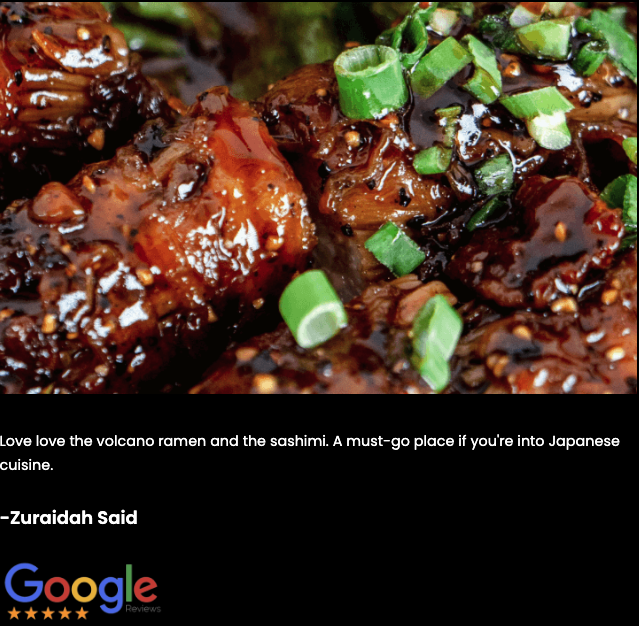 Love love the volcano ramen and the sashimi. A must-go place if you're into Japanese
cuisine.
-Zuraidah Said
Google
Reviews